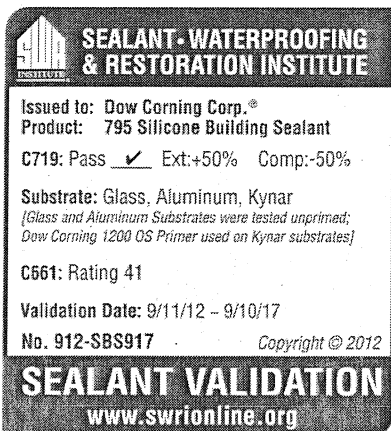 SWR
INSTITUTE
SEALANT • WATERPROOFING
& RESTORATION INSTITUTE
Issued to: Dow Corning Corp.®
Product: 795 Silicone Building Sealant
C719: Pass ✔ Ext:+50% Comp:-50%
Substrate: Glass, Aluminum, Kynar
[Glass and Aluminum Substrates were tested unprimed;
Dow Corning 1200 OS Primer used on Kynar substrates]
C661: Rating 41
Validation Date: 9/11/12 – 9/10/17
No. 912-SBS917 Copyright © 2012
SEALANT VALIDATION
www.swrionline.org